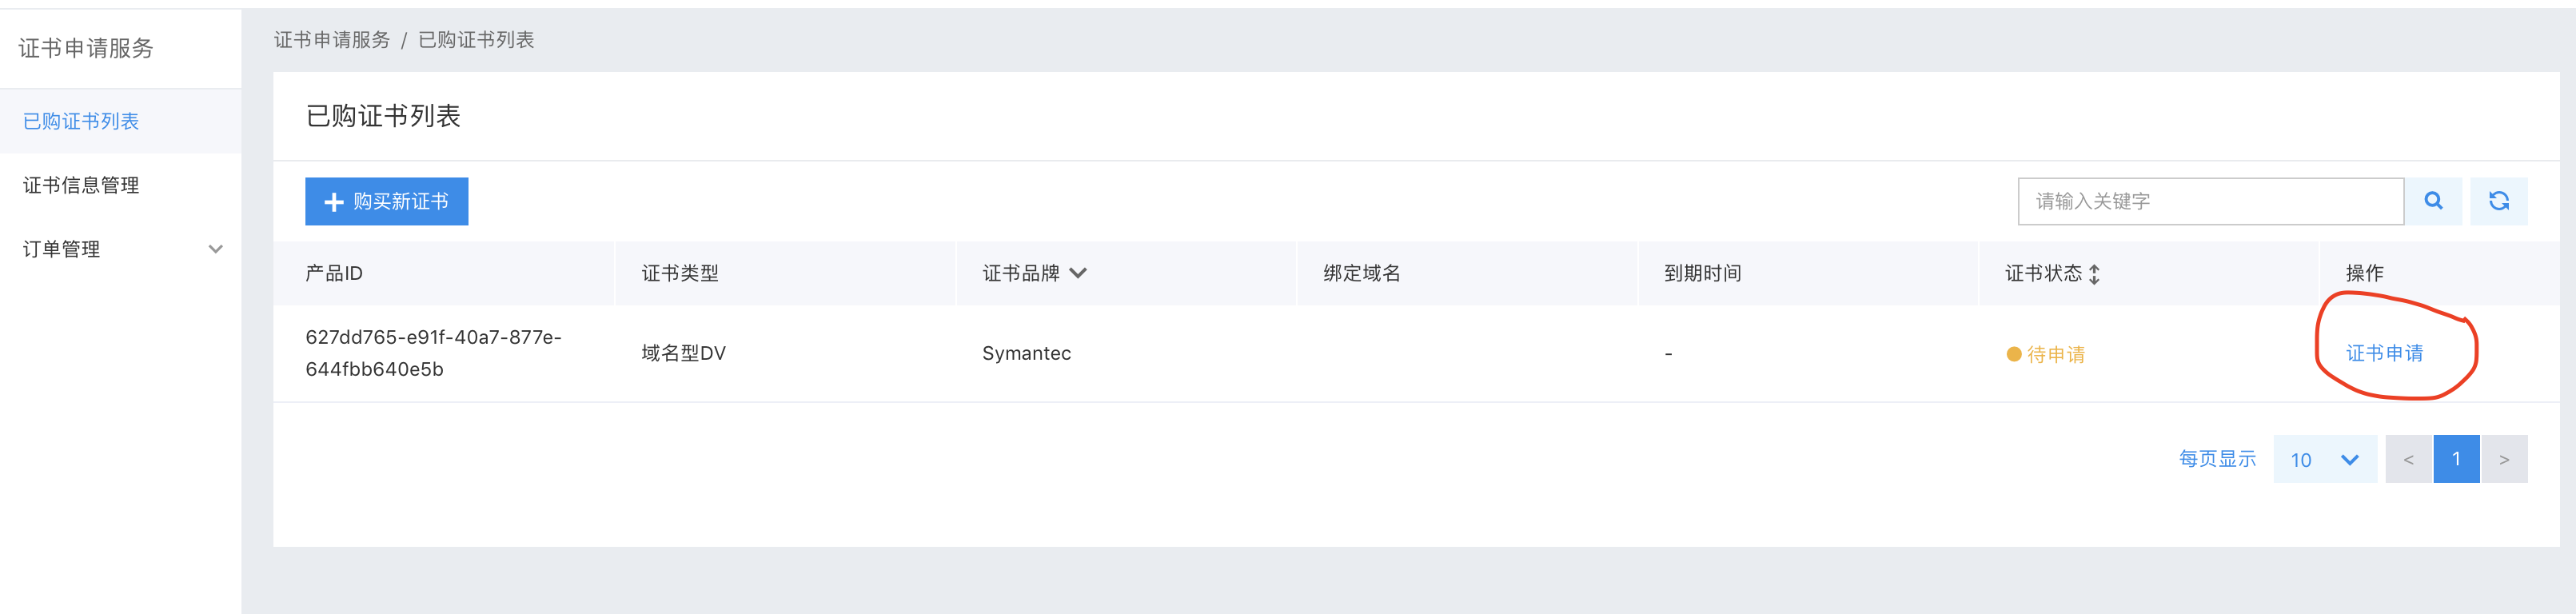 证书申请服务
证书申请服务 / 已购证书列表
已购证书列表
证书信息管理
订单管理
已购证书列表
购买新证书
请输入关键字
产品ID 证书类型 证书品牌 绑定域名 到期时间 证书状态 操作
627dd765-e91f-40a7-877e-
644fbb640e5b
域名型DV Symantec - 待申请 证书申请
每页显示 10 < 1 >